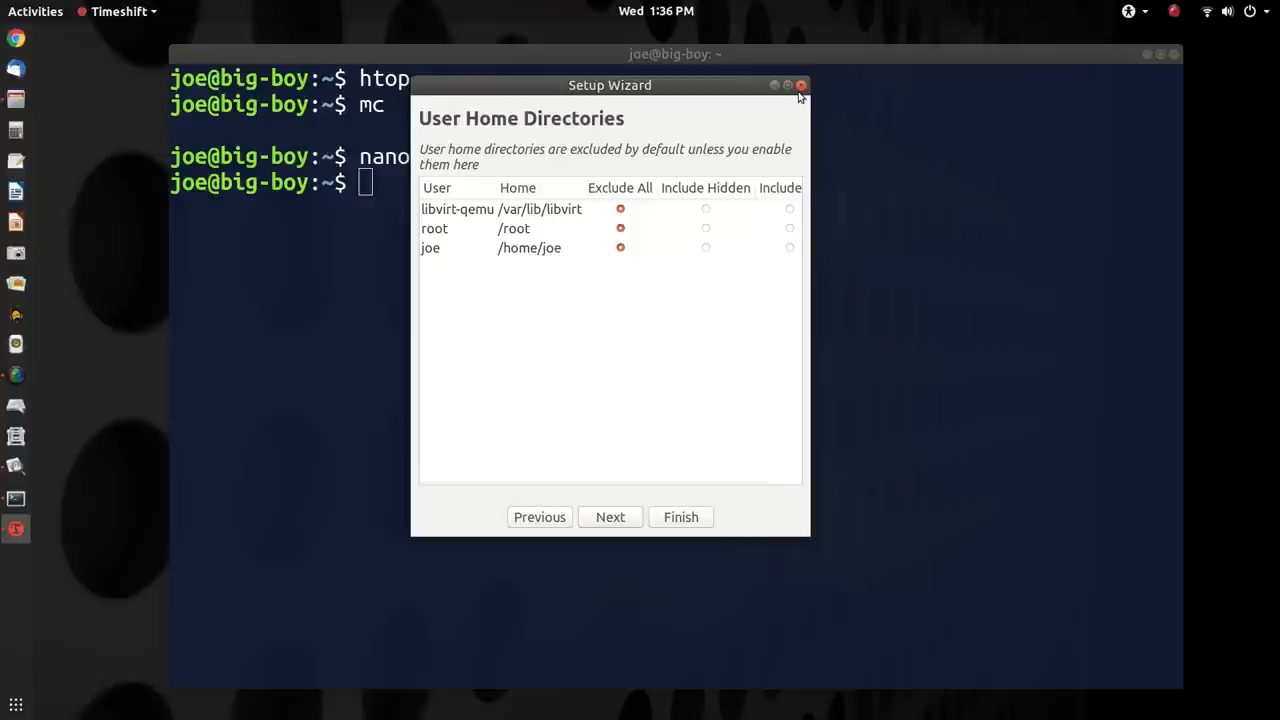 Activities Timeshift Wed 1:36 PM
joe@big-boy: ~
joe@big-boy:~$ htop
joe@big-boy:~$ mc
joe@big-boy:~$ nano
joe@big-boy:~$
Setup Wizard
User Home Directories
User home directories are excluded by default unless you enable
them here
User Home Exclude All Include Hidden Include
libvirt-qemu /var/lib/libvirt
root /root
joe /home/joe
Previous Next Finish